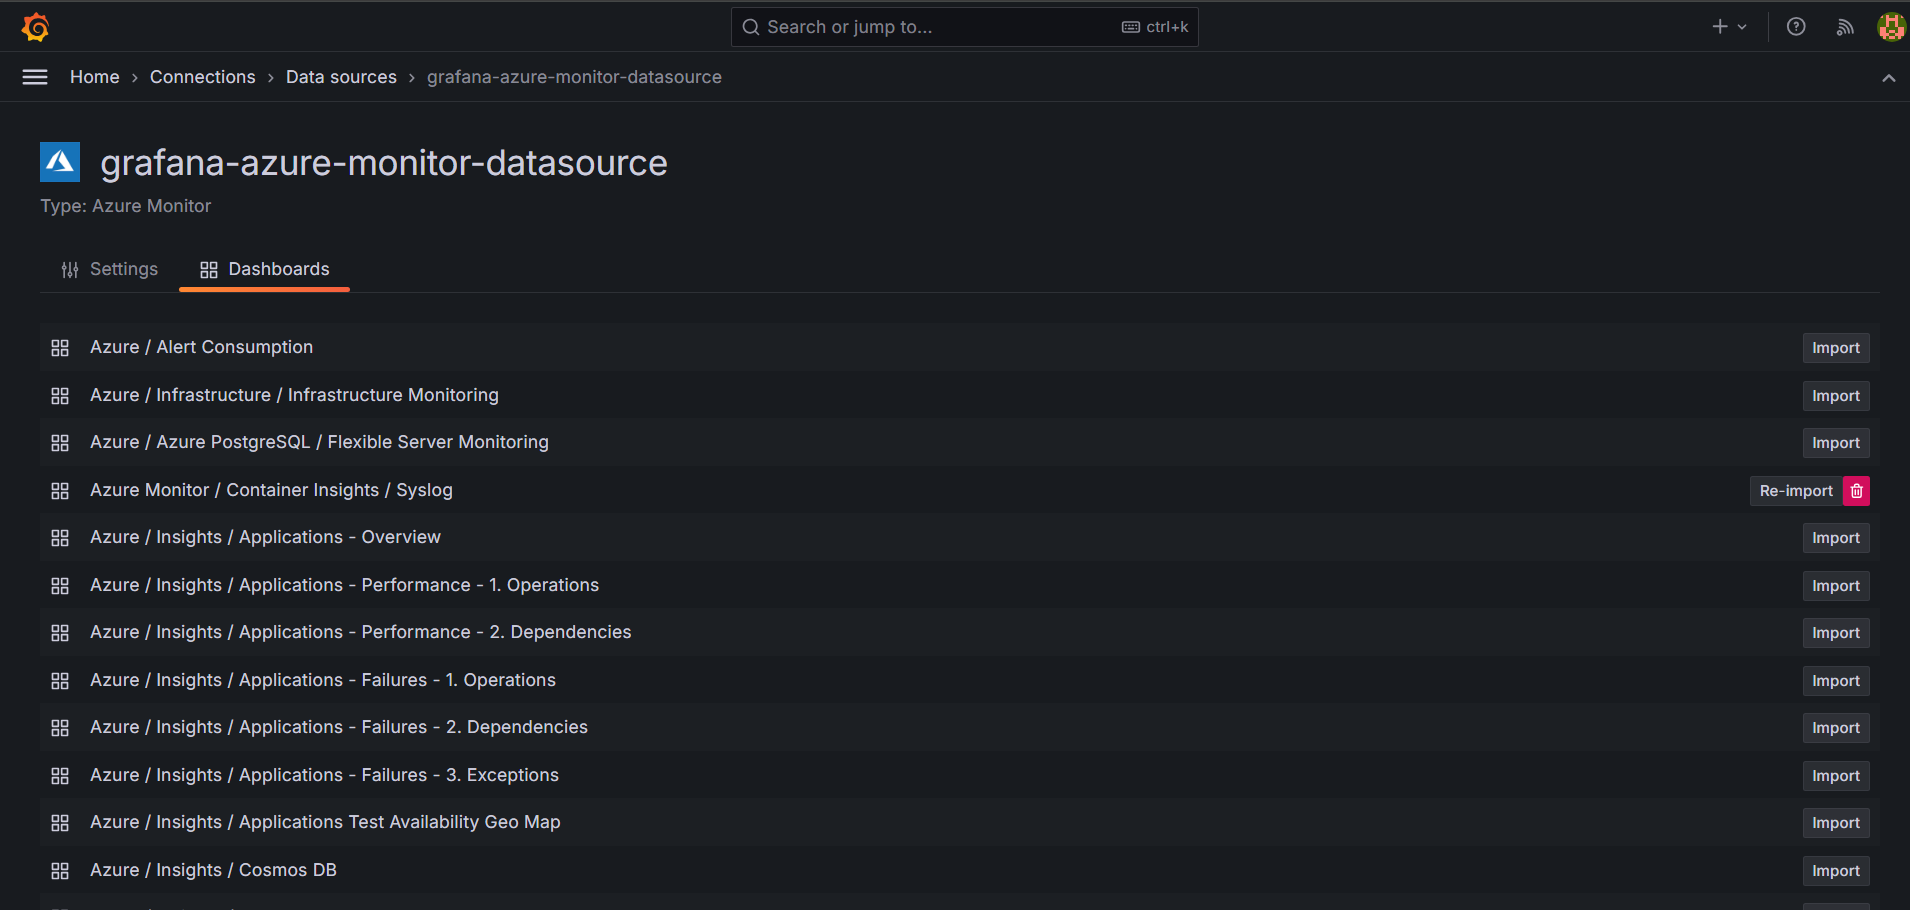 Search or jump to... ctrl+k
Home › Connections › Data sources › grafana-azure-monitor-datasource
grafana-azure-monitor-datasource
Type: Azure Monitor
Settings Dashboards
Azure / Alert Consumption Import
Azure / Infrastructure / Infrastructure Monitoring Import
Azure / Azure PostgreSQL / Flexible Server Monitoring Import
Azure Monitor / Container Insights / Syslog Re-import
Azure / Insights / Applications - Overview Import
Azure / Insights / Applications - Performance - 1. Operations Import
Azure / Insights / Applications - Performance - 2. Dependencies Import
Azure / Insights / Applications - Failures - 1. Operations Import
Azure / Insights / Applications - Failures - 2. Dependencies Import
Azure / Insights / Applications - Failures - 3. Exceptions Import
Azure / Insights / Applications Test Availability Geo Map Import
Azure / Insights / Cosmos DB Import